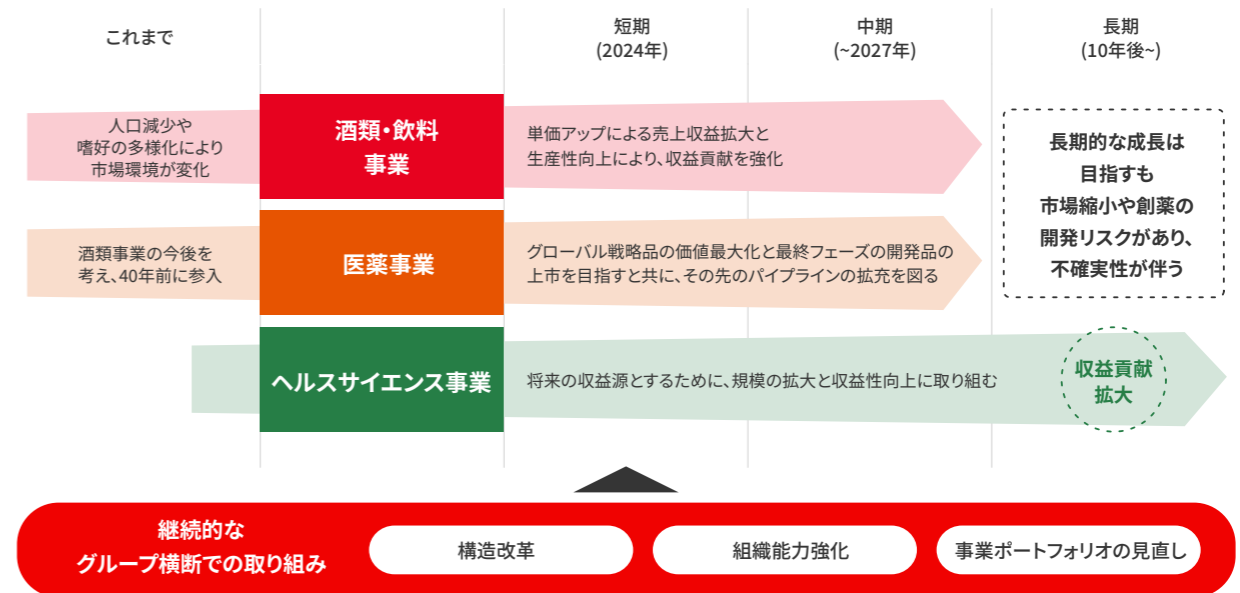 これまで
短期
(2024年)
中期
(~2027年)
長期
(10年後~)
人口減少や
嗜好の多様化により
市場環境が変化
酒類・飲料
事業
単価アップによる売上収益拡大と
生産性向上により、収益貢献を強化
長期的な成長は
目指すも
市場縮小や創薬の
開発リスクがあり、
不確実性が伴う
酒類事業の今後を
考え、40年前に参入
医薬事業
グローバル戦略品の価値最大化と最終フェーズの開発品の
上市を目指すと共に、その先のパイプラインの拡充を図る
ヘルスサイエンス事業
将来の収益源とするために、規模の拡大と収益性向上に取り組む
収益貢献
拡大
継続的な
グループ横断での取り組み
構造改革
組織能力強化
事業ポートフォリオの見直し